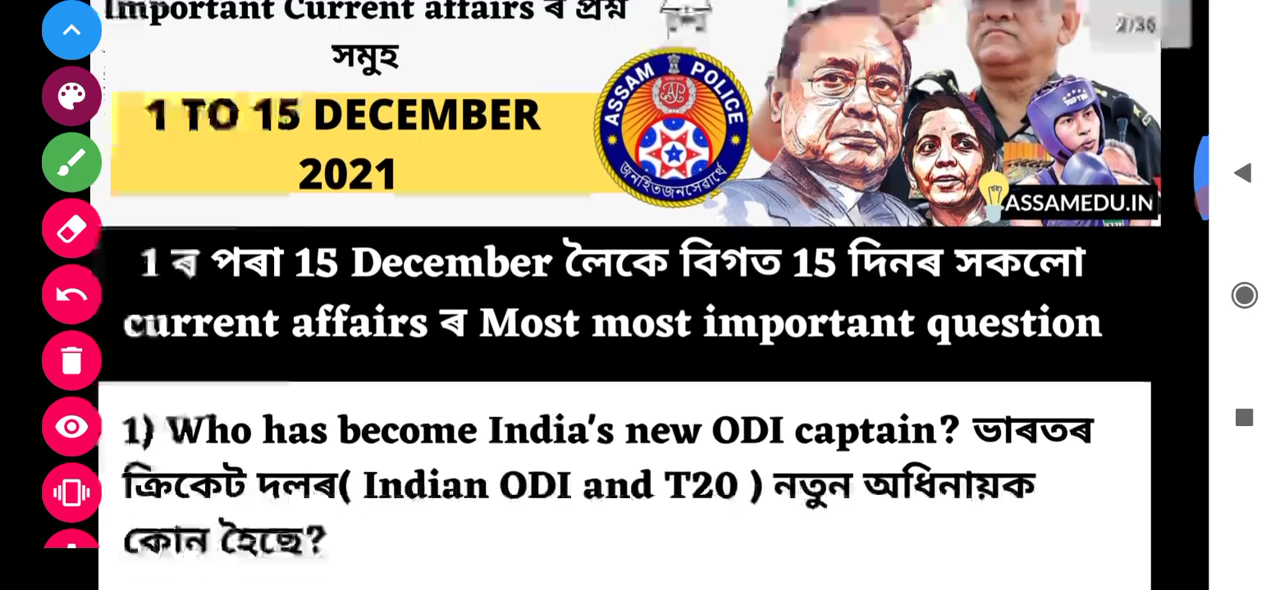 Important Current affairs ৰ প্ৰশ্ন
সমুহ
1 TO 15 DECEMBER
2021
ASSAM POLICE
জনহিতজনসেৱাৰ্থে
2/36
ASSAMEDU.IN
1 ৰ পৰা 15 December লৈকে বিগত 15 দিনৰ সকলো
current affairs ৰ Most most important question
1) Who has become India's new ODI captain? ভাৰতৰ
ক্ৰিকেট দলৰ( Indian ODI and T20 ) নতুন অধিনায়ক
কোন হৈছে?